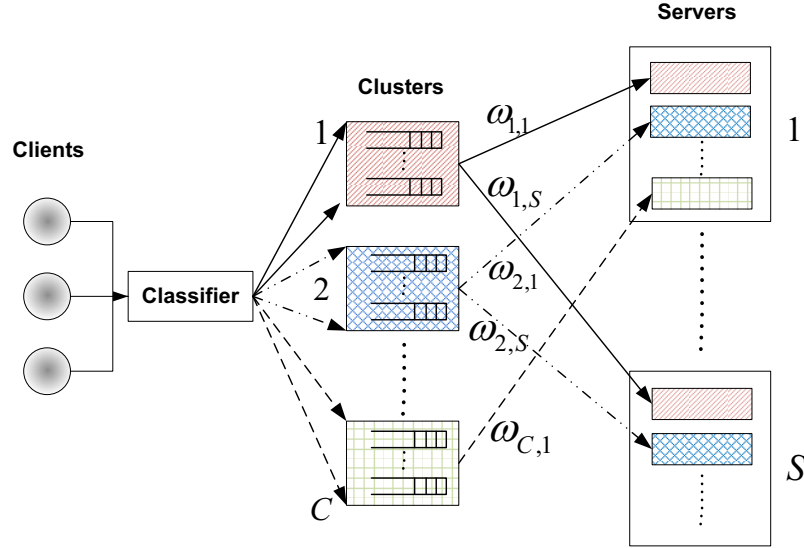 Servers
Clusters
Clients
Classifier
1
2
C
ω1,1
ω1,S
ω2,1
ω2,S
ωC,1
1
S